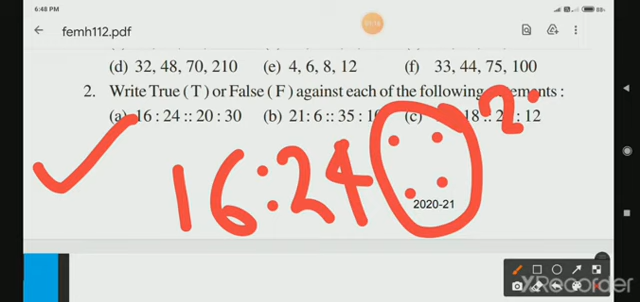 6:48 PM
88%
femh112.pdf
(d) 32, 48, 70, 210 (e) 4, 6, 8, 12 (f) 33, 44, 75, 100
2. Write True ( T ) or False ( F ) against each of the following :
(a) 16 : 24 :: 20 : 30 (b) 21: 6 :: 35 : (c) 18 :: : 12
16:24 :: 2
2020-21
XRecorder